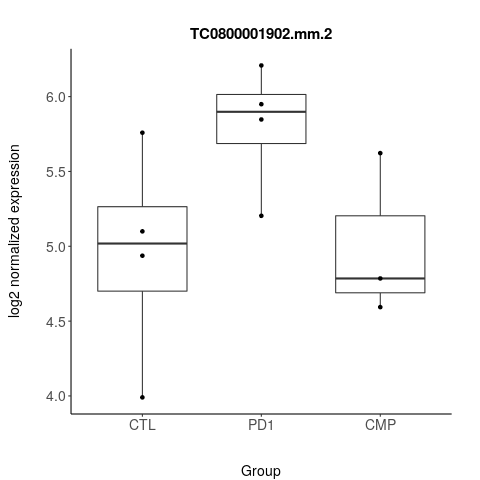 TC0800001902.mm.2
log2 normalized expression
6.0
5.5
5.0
4.5
4.0
CTL PD1 CMP
Group